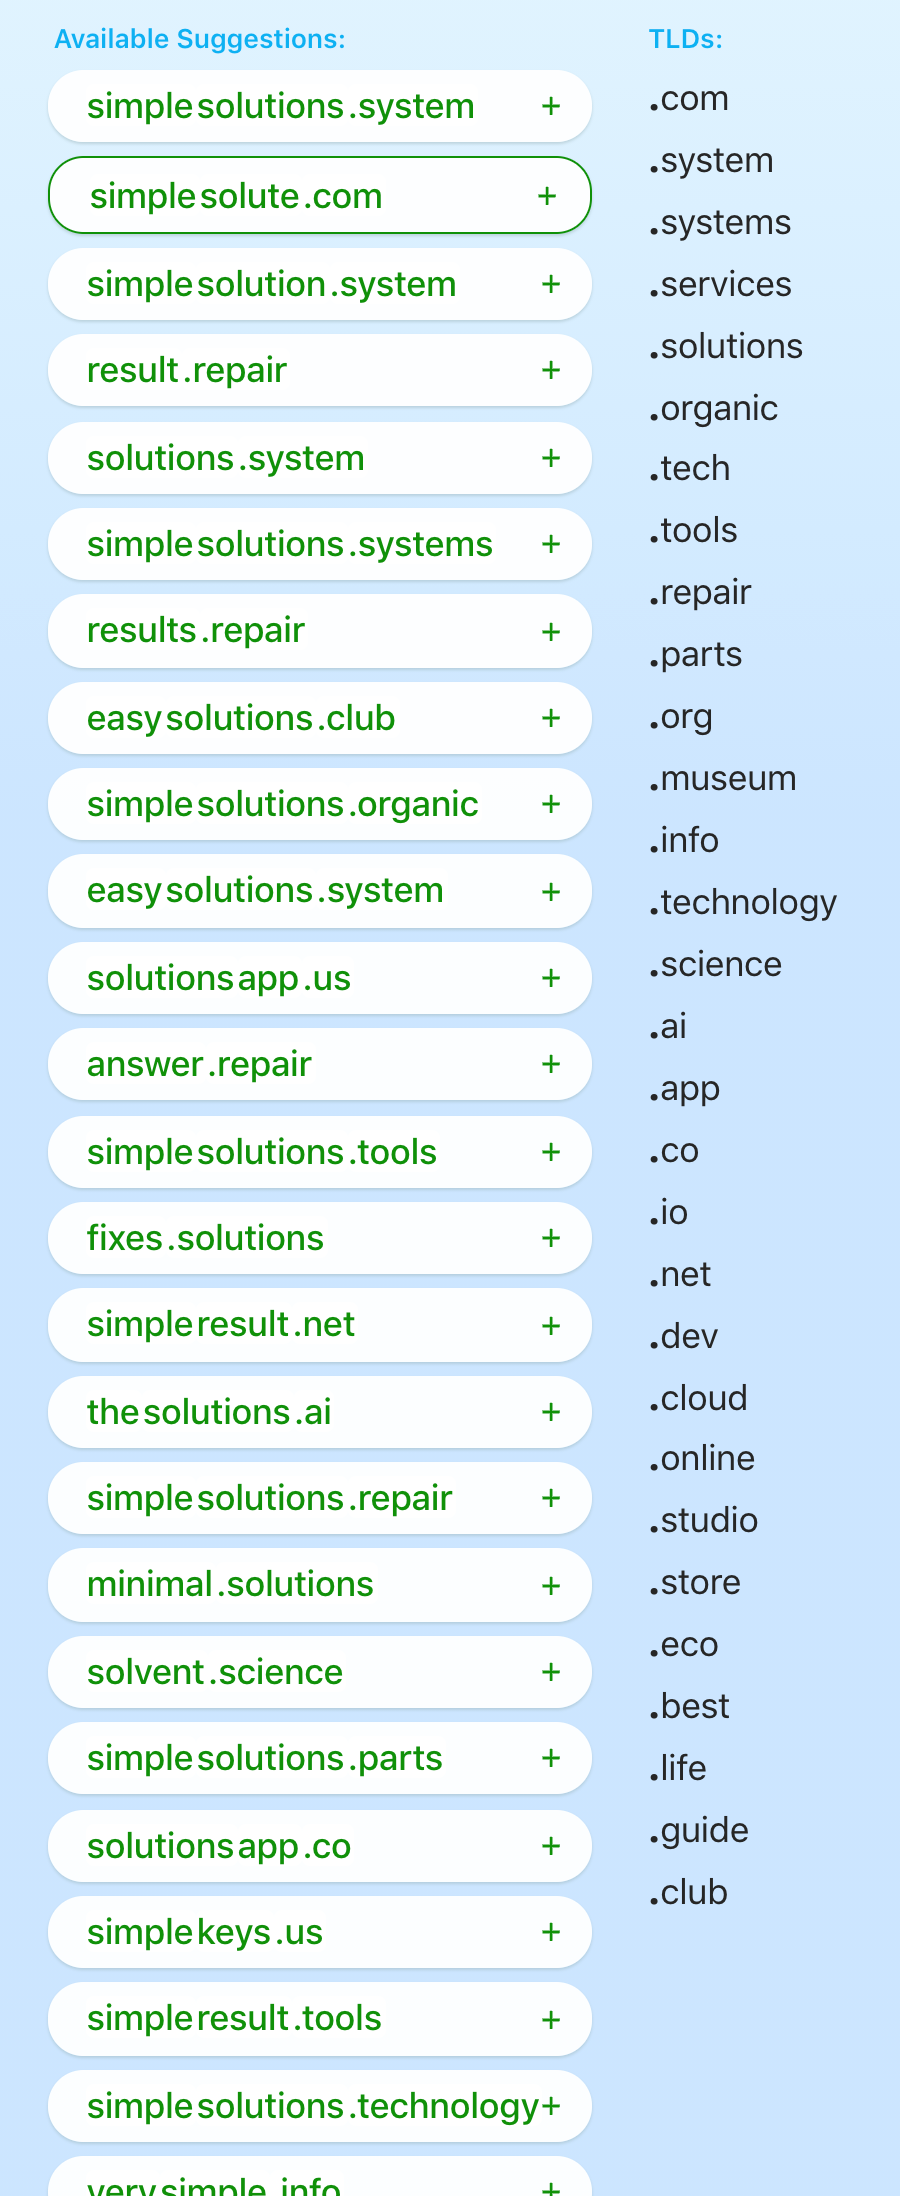 Available Suggestions:
simplesolutions.system +
simplesolute.com +
simplesolution.system +
result.repair +
solutions.system +
simplesolutions.systems +
results.repair +
easysolutions.club +
simplesolutions.organic +
easysolutions.system +
solutionsapp.us +
answer.repair +
simplesolutions.tools +
fixes.solutions +
simpleresult.net +
thesolutions.ai +
simplesolutions.repair +
minimal.solutions +
solvent.science +
simplesolutions.parts +
solutionsapp.co +
simplekeys.us +
simpleresult.tools +
simplesolutions.technology+
verysimple.info +
TLDs:
.com
.system
.systems
.services
.solutions
.organic
.tech
.tools
.repair
.parts
.org
.museum
.info
.technology
.science
.ai
.app
.co
.io
.net
.dev
.cloud
.online
.studio
.store
.eco
.best
.life
.guide
.club